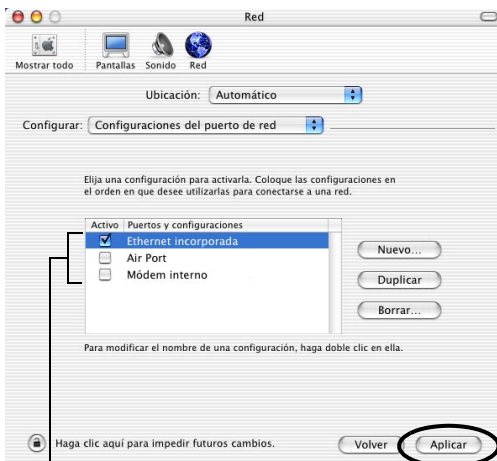 Red
Mostrar todo
Pantallas
Sonido
Red
Ubicación: Automático
Configurar: Configuraciones del puerto de red
Elija una configuración para activarla. Coloque las configuraciones en
el orden en que desee utilizarlas para conectarse a una red.
Activo Puertos y configuraciones
Ethernet incorporada
Air Port
Módem interno
Nuevo...
Duplicar
Borrar...
Para modificar el nombre de una configuración, haga doble clic en ella.
Haga clic aquí para impedir futuros cambios.
Volver
Aplicar